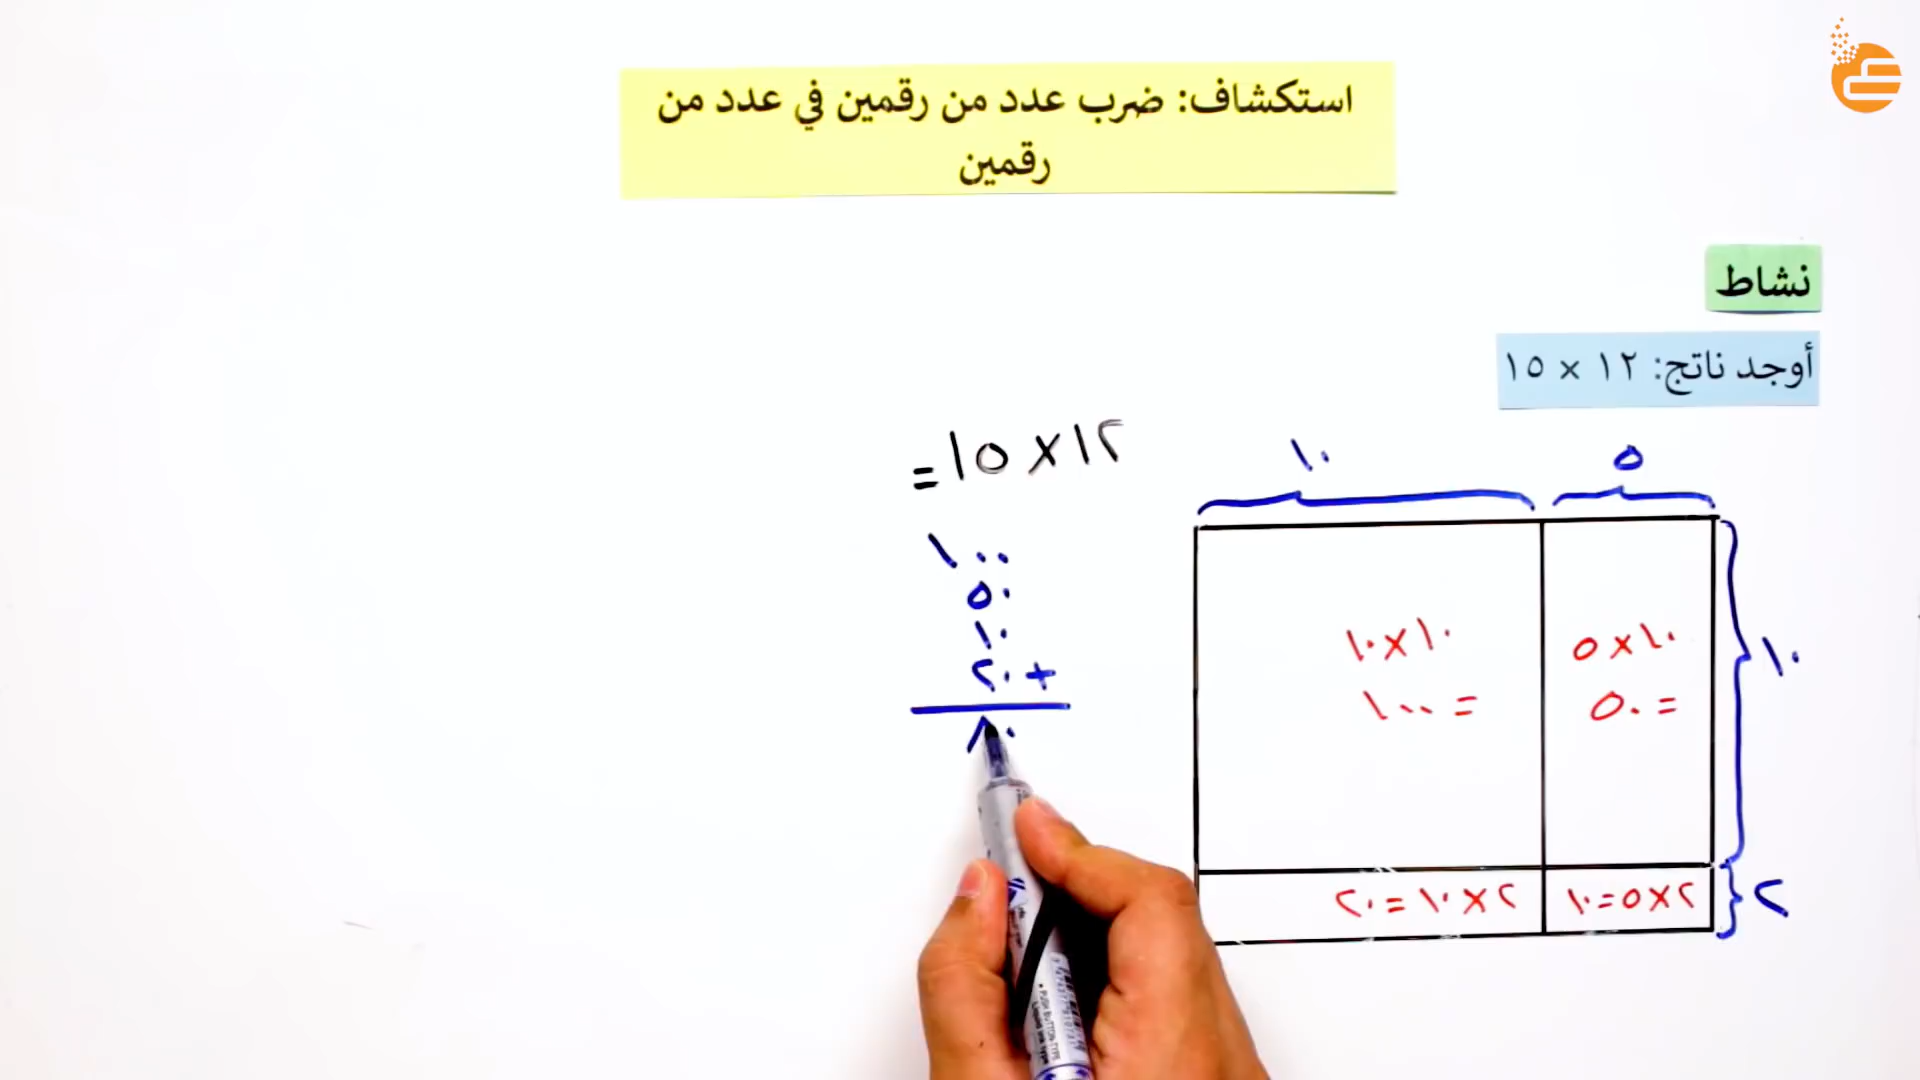 استكشاف: ضرب عدد من رقمين في عدد من
رقمين
نشاط
أوجد ناتج: ١٢ × ١٥
١٢ × ١٥ =
٥
١٠
١٠
٢
٥ × ١٠
= ٥٠
١٠ × ١٠
= ١٠٠
٢ × ٥ = ١٠
٢ × ١٠ = ٢٠
١٠٠
٥٠
١٠
+ ٢٠
٨٠